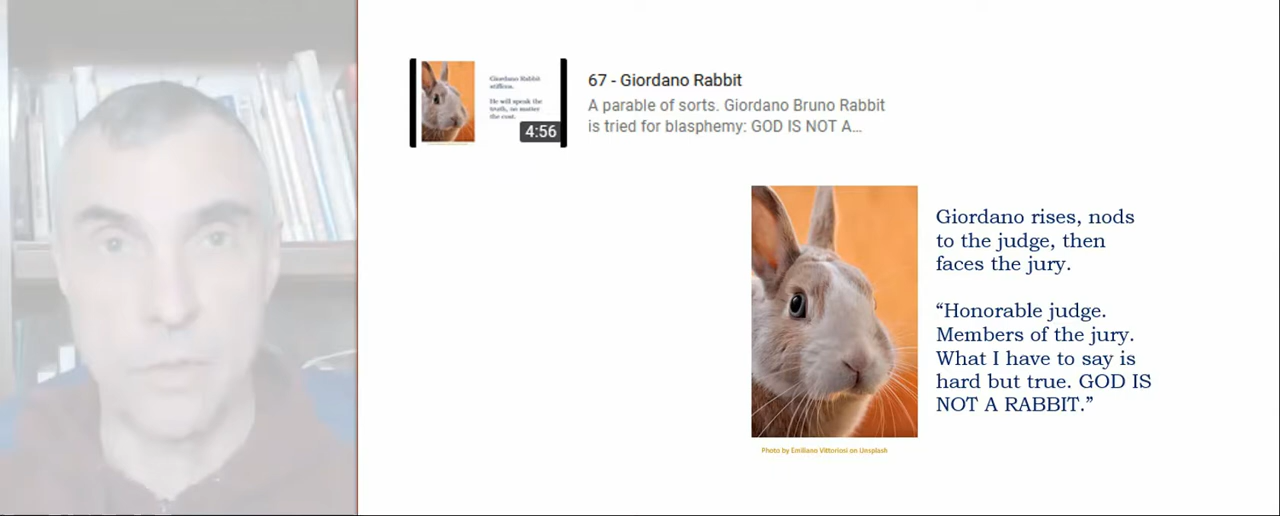 67 - Giordano Rabbit
A parable of sorts. Giordano Bruno Rabbit
is tried for blasphemy: GOD IS NOT A...
Giordano Rabbit
stiffens.
He will speak the
truth, no matter
the cost.
4:56
Giordano rises, nods
to the judge, then
faces the jury.
“Honorable judge.
Members of the jury.
What I have to say is
hard but true. GOD IS
NOT A RABBIT.”
Photo by Emiliano Vittoriosi on Unsplash